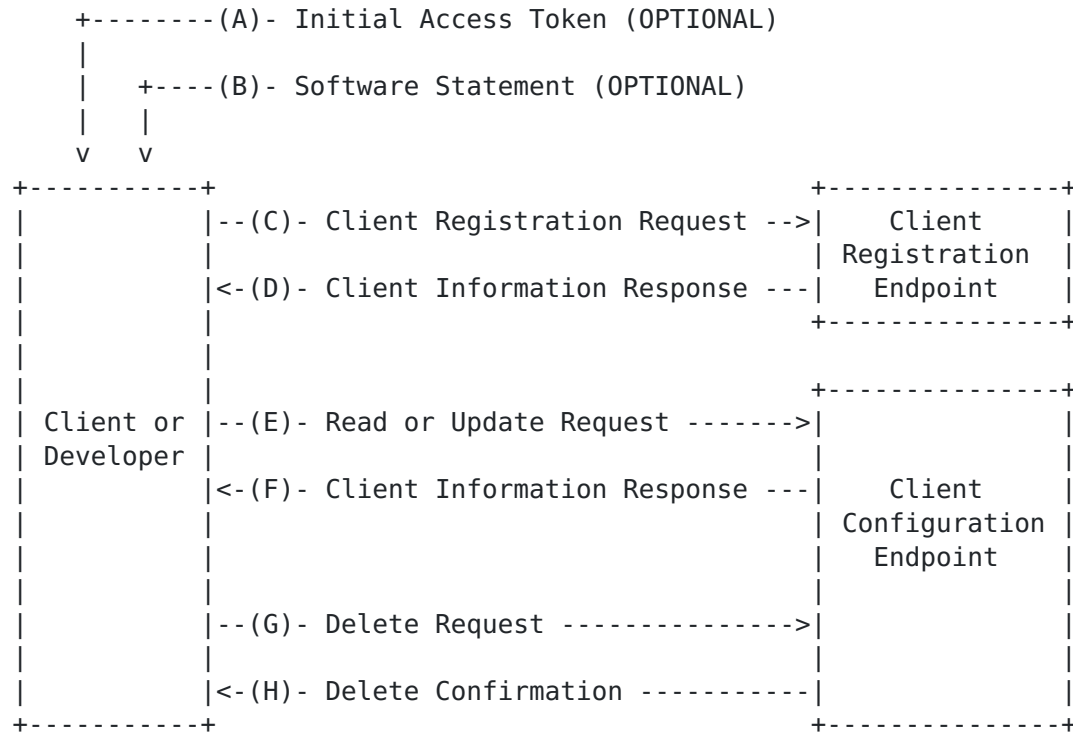 +--------(A)- Initial Access Token (OPTIONAL)
|
|   +----(B)- Software Statement (OPTIONAL)
|   |
v   v
+-----------+                                      +---------------+
|           |--(C)- Client Registration Request -->|    Client     |
|           |                                      | Registration  |
|           |<-(D)- Client Information Response ---|   Endpoint    |
|           |                                      +---------------+
|           |
|           |                                      +---------------+
| Client or |--(E)- Read or Update Request ------->|               |
| Developer |                                      |               |
|           |<-(F)- Client Information Response ---|    Client     |
|           |                                      | Configuration |
|           |                                      |   Endpoint    |
|           |                                      |               |
|           |--(G)- Delete Request --------------->|               |
|           |                                      |               |
|           |<-(H)- Delete Confirmation -----------|               |
+-----------+                                      +---------------+